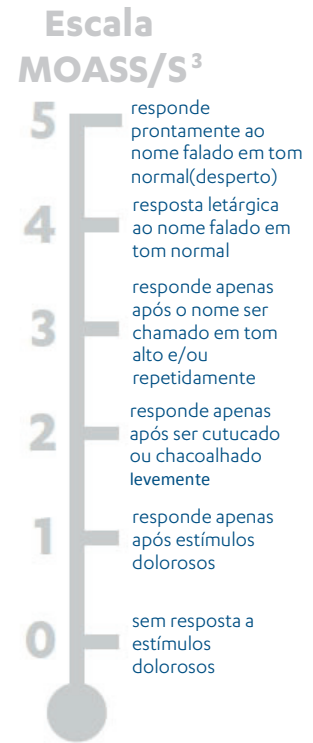 Escala
MOASS/S³
5
responde
prontamente ao
nome falado em tom
normal(desperto)
4
resposta letárgica
ao nome falado em
tom normal
3
responde apenas
após o nome ser
chamado em tom
alto e/ou
repetidamente
2
responde apenas
após ser cutucado
ou chacoalhado
levemente
1
responde apenas
após estímulos
dolorosos
0
sem resposta a
estímulos
dolorosos